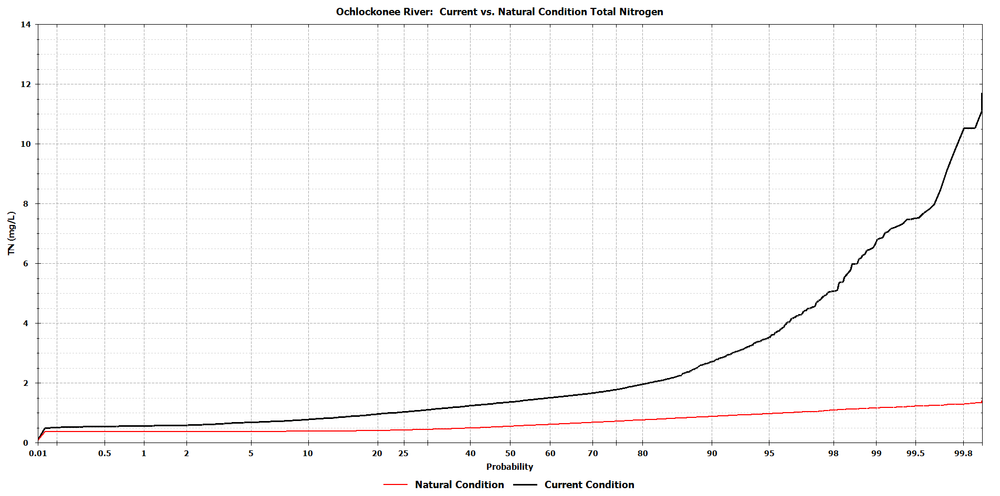 Ochlockonee River:  Current vs. Natural Condition Total Nitrogen
14
12
10
8
6
4
2
0
TN (mg/L)
0.01 0.5 1 2 5 10 20 25 40 50 60 70 80 90 95 98 99 99.5 99.8
Probability
Natural Condition Current Condition